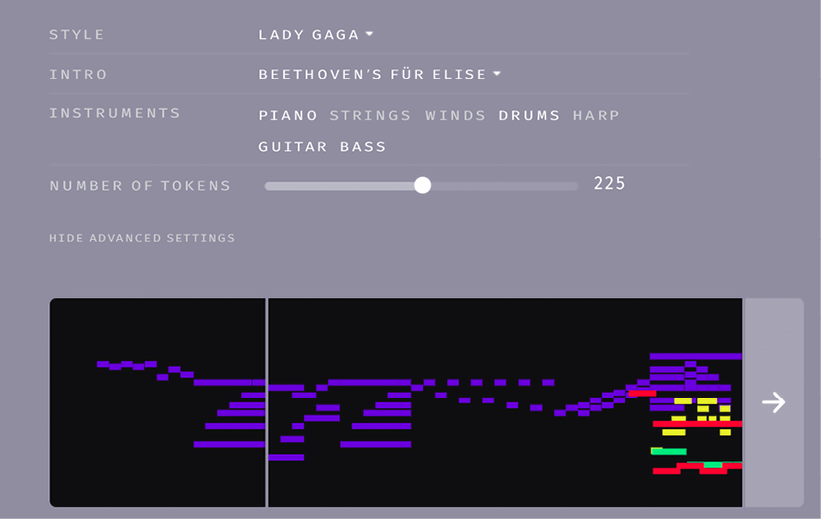 STYLE LADY GAGA
INTRO BEETHOVEN'S FÜR ELISE
INSTRUMENTS PIANO STRINGS WINDS DRUMS HARP
GUITAR BASS
NUMBER OF TOKENS 225
HIDE ADVANCED SETTINGS